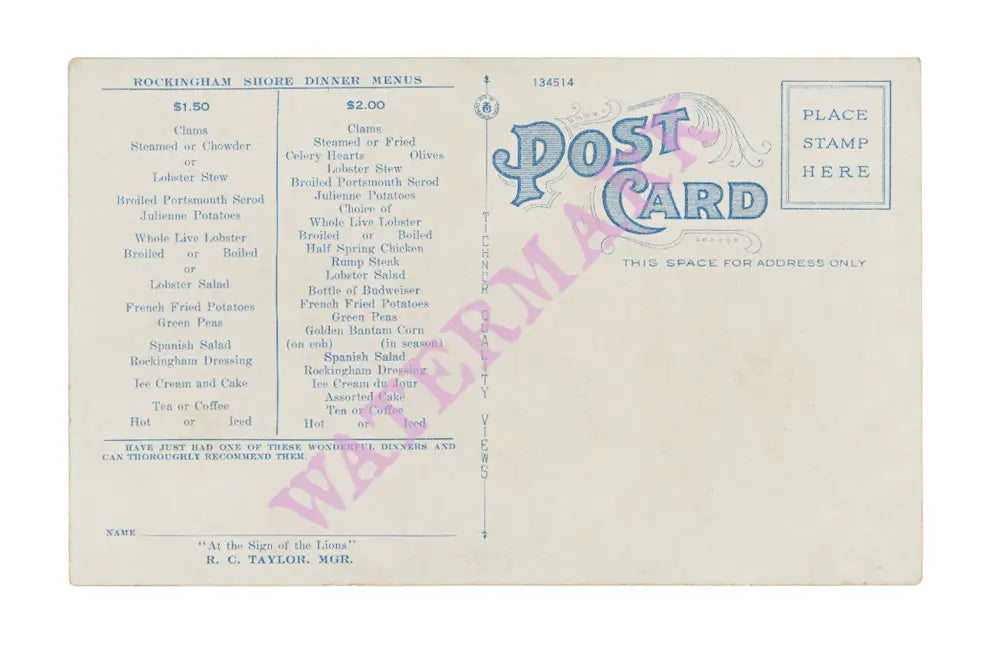 ROCKINGHAM SHORE DINNER MENUS
$1.50
Clams
Steamed or Chowder
or
Lobster Stew
Broiled Portsmouth Scrod
Julienne Potatoes
Whole Live Lobster
Broiled or Boiled
or
Lobster Salad
French Fried Potatoes
Green Peas
Spanish Salad
Rockingham Dressing
Ice Cream and Cake
Tea or Coffee
Hot or Iced
$2.00
Clams
Steamed or Fried
Celery Hearts Olives
Lobster Stew
Broiled Portsmouth Scrod
Julienne Potatoes
Choice of
Whole Live Lobster
Broiled or Boiled
Half Spring Chicken
Rump Steak
Lobster Salad
Bottle of Budweiser
French Fried Potatoes
Green Peas
Golden Bantam Corn
(on cob) (in season)
Spanish Salad
Rockingham Dressing
Ice Cream du Jour
Assorted Cake
Tea or Coffee
Hot or Iced
HAVE JUST HAD ONE OF THESE WONDERFUL DINNERS AND
CAN THOROUGHLY RECOMMEND THEM.
NAME
"At the Sign of the Lions"
R. C. TAYLOR, MGR.
TICHNOR QUALITY VIEWS
134514
POST
CARD
PLACE
STAMP
HERE
THIS SPACE FOR ADDRESS ONLY
WATERMARK